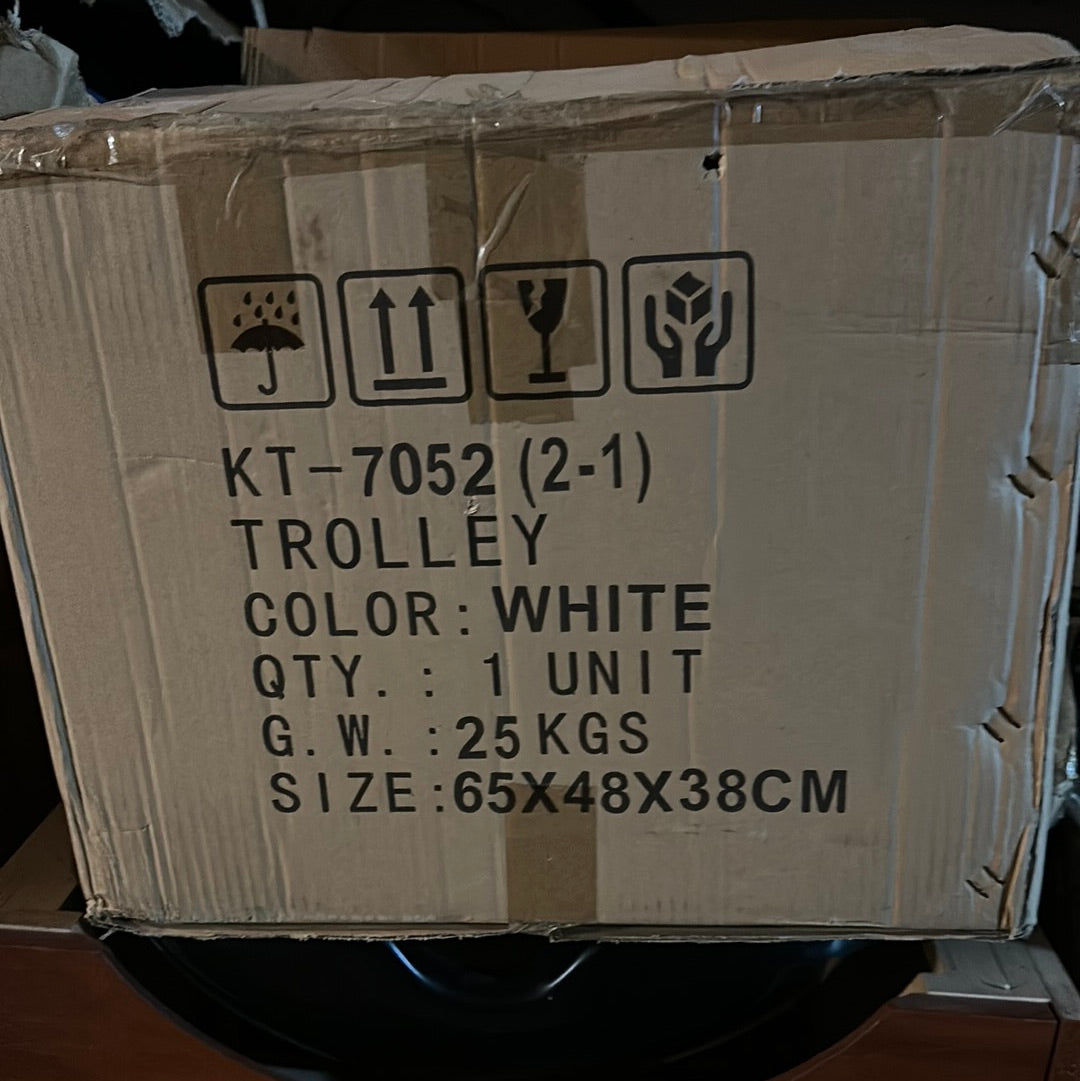 KT-7052 (2-1)
TROLLEY
COLOR: WHITE
QTY. : 1 UNIT
G. W. : 25KGS
SIZE:65X48X38CM